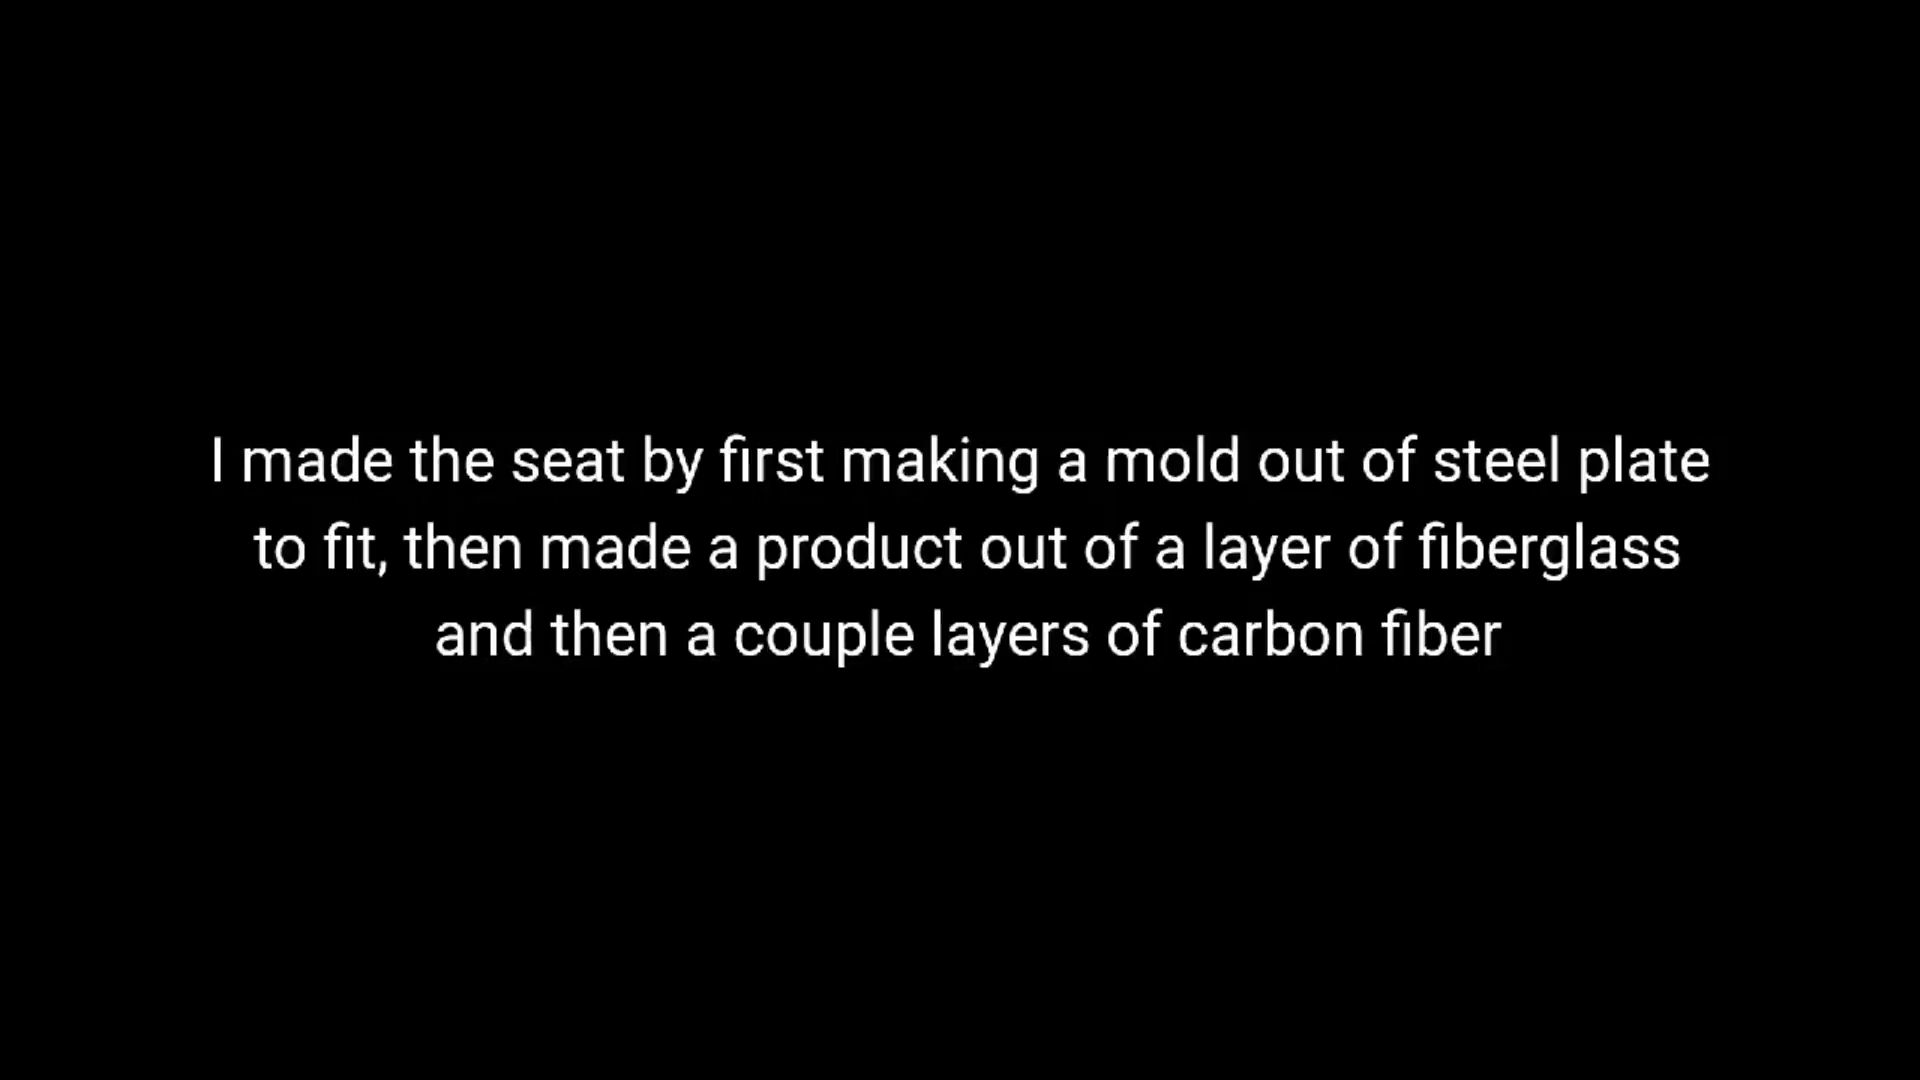 I made the seat by first making a mold out of steel plate
to fit, then made a product out of a layer of fiberglass
and then a couple layers of carbon fiber